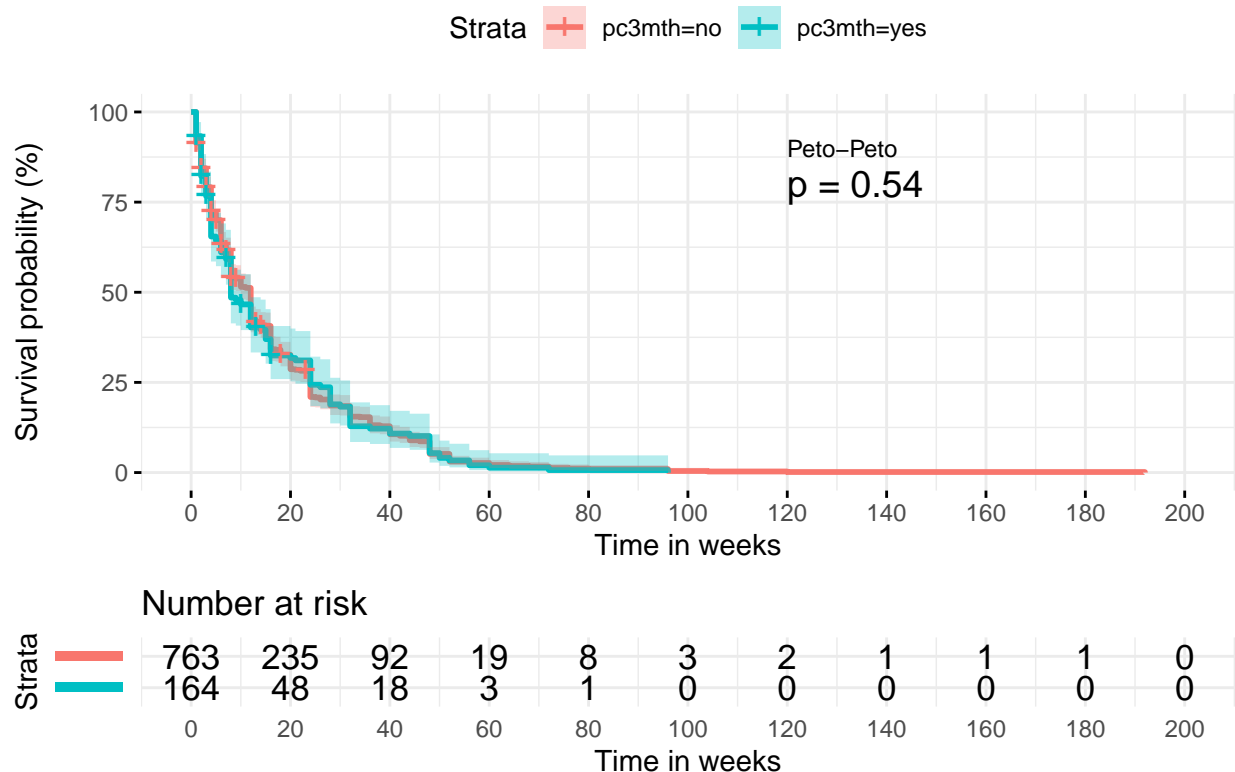 Strata pc3mth=no pc3mth=yes
Survival probability (%)
100
75
50
25
0
Peto−Peto
p = 0.54
0 20 40 60 80 100 120 140 160 180 200
Time in weeks
Number at risk
Strata
763 235 92 19 8 3 2 1 1 1 0
164 48 18 3 1 0 0 0 0 0 0
0 20 40 60 80 100 120 140 160 180 200
Time in weeks